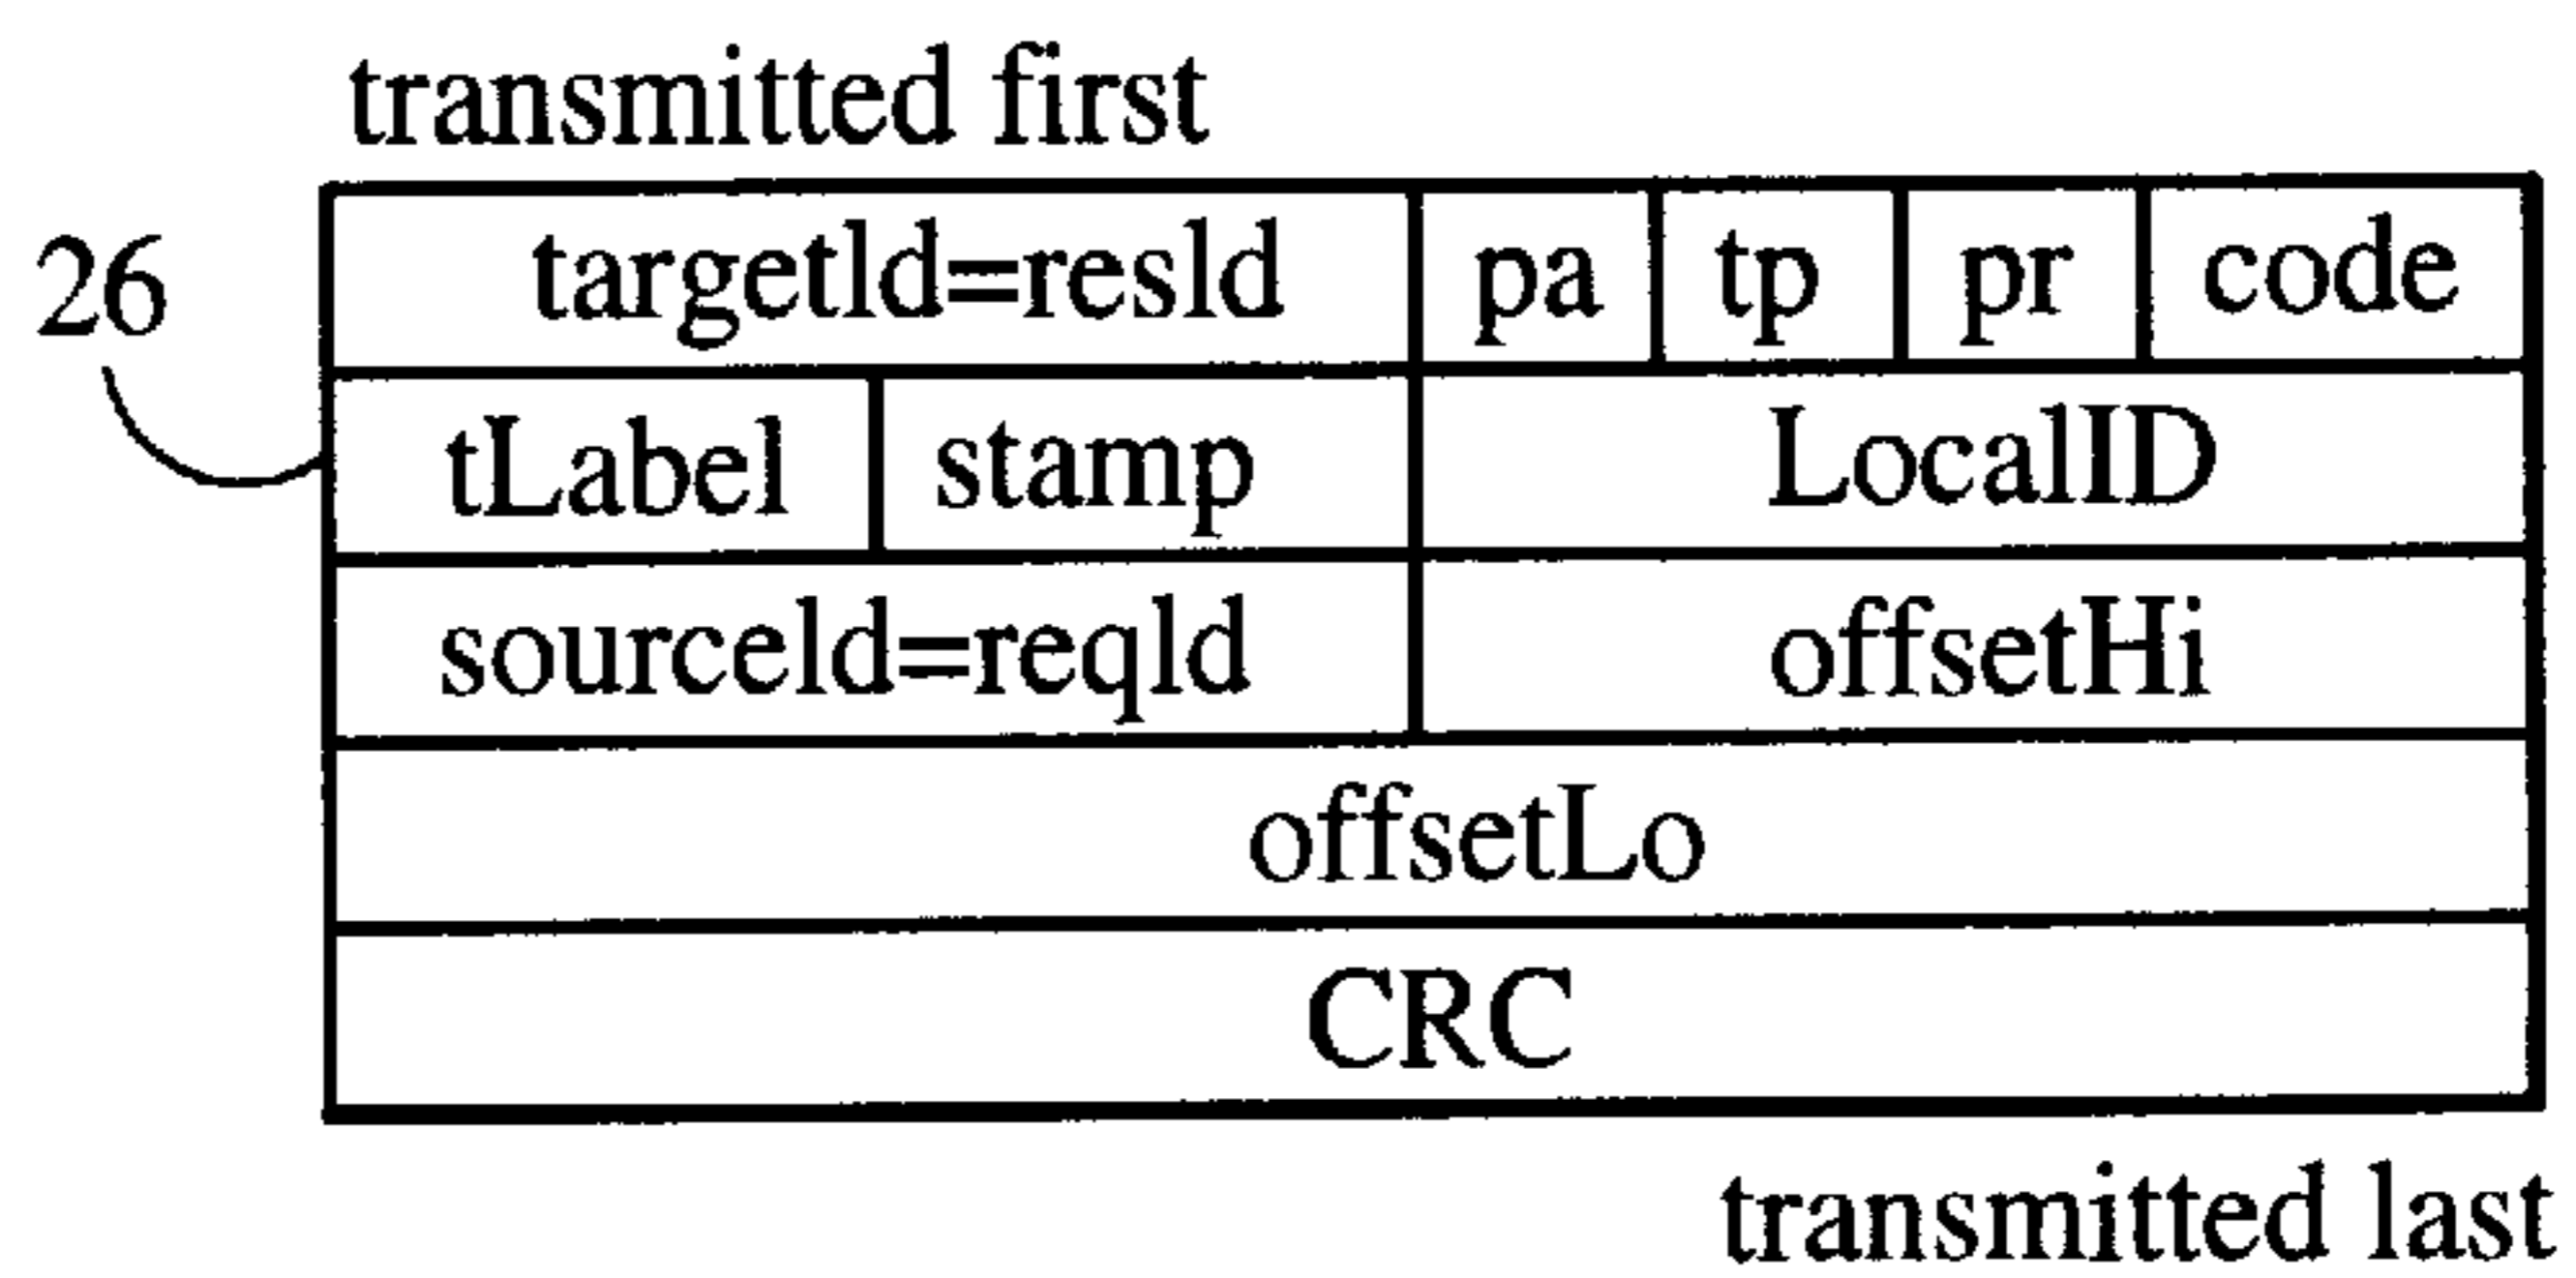 transmitted first
26
targetId=resId pa tp pr code
tLabel stamp LocalID
sourceId=reqId offsetHi
offsetLo
CRC
transmitted last